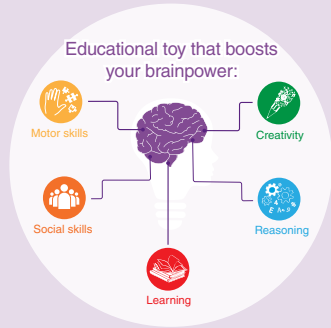 Educational toy that boosts
your brainpower:
Motor skills
Creativity
Social skills
Reasoning
Learning